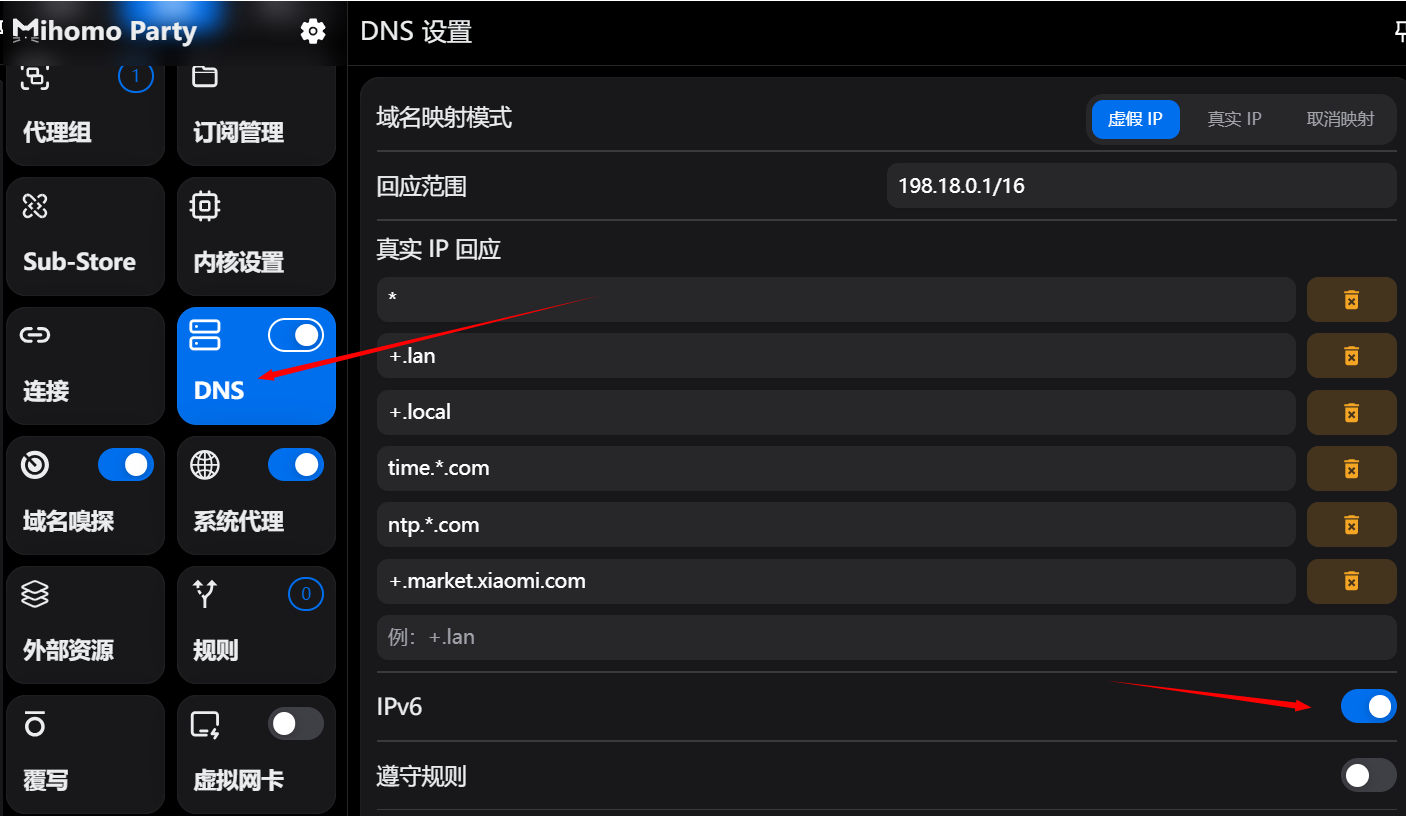 Mihomo Party
代理组
1
订阅管理
Sub-Store
内核设置
连接
DNS
域名嗅探
系统代理
外部资源
规则
0
覆写
虚拟网卡
DNS 设置
域名映射模式
虚假 IP
真实 IP
取消映射
回应范围
198.18.0.1/16
真实 IP 回应
*
+.lan
+.local
time.*.com
ntp.*.com
+.market.xiaomi.com
例：+.lan
IPv6
遵守规则